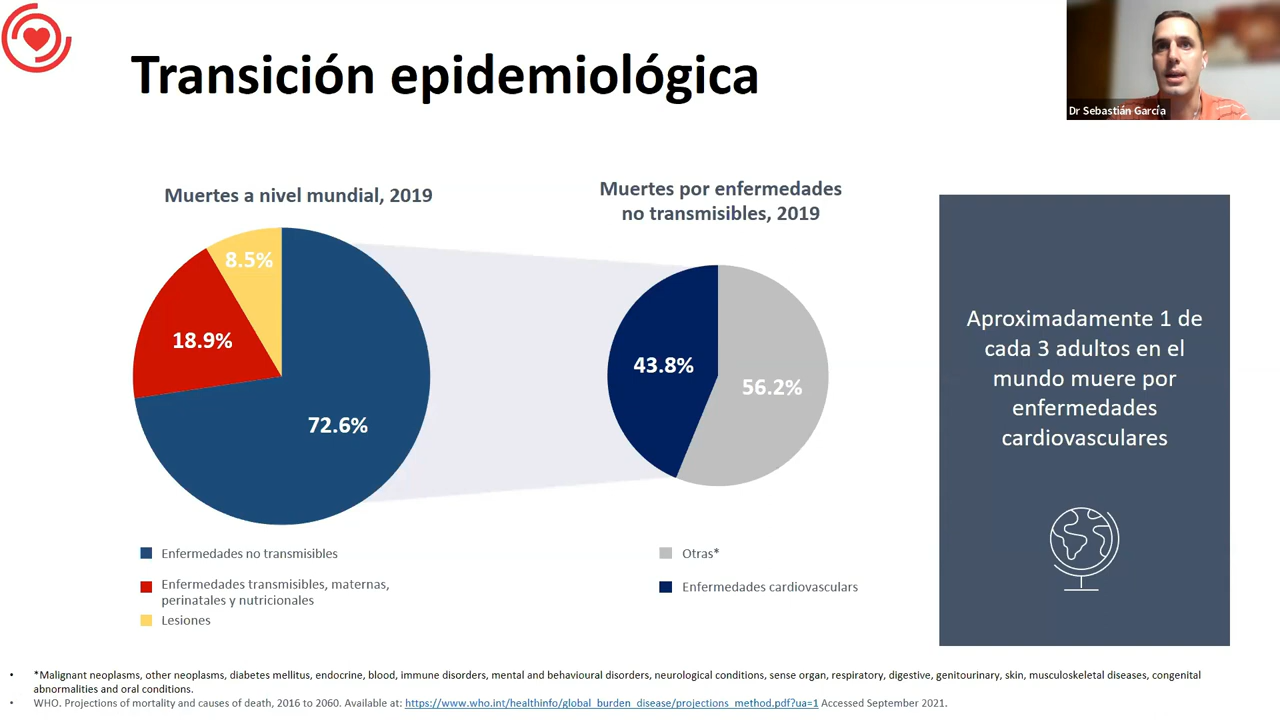 Transición epidemiológica
Dr Sebastián García
Muertes a nivel mundial, 2019
8.5%
18.9%
72.6%
Enfermedades no transmisibles
Enfermedades transmisibles, maternas,
perinatales y nutricionales
Lesiones
Muertes por enfermedades
no transmisibles, 2019
43.8%
56.2%
Otras*
Enfermedades cardiovasculars
Aproximadamente 1 de
cada 3 adultos en el
mundo muere por
enfermedades
cardiovasculares
• *Malignant neoplasms, other neoplasms, diabetes mellitus, endocrine, blood, immune disorders, mental and behavioural disorders, neurological conditions, sense organ, respiratory, digestive, genitourinary, skin, musculoskeletal diseases, congenital
abnormalities and oral conditions.
• WHO. Projections of mortality and causes of death, 2016 to 2060. Available at: https://www.who.int/healthinfo/global_burden_disease/projections_method.pdf?ua=1 Accessed September 2021.